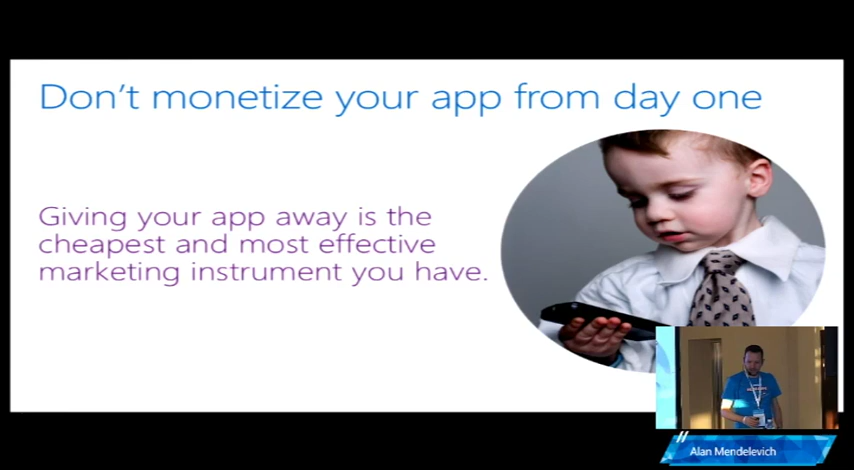 Don't monetize your app from day one
Giving your app away is the
cheapest and most effective
marketing instrument you have.
Alan Mendelevich